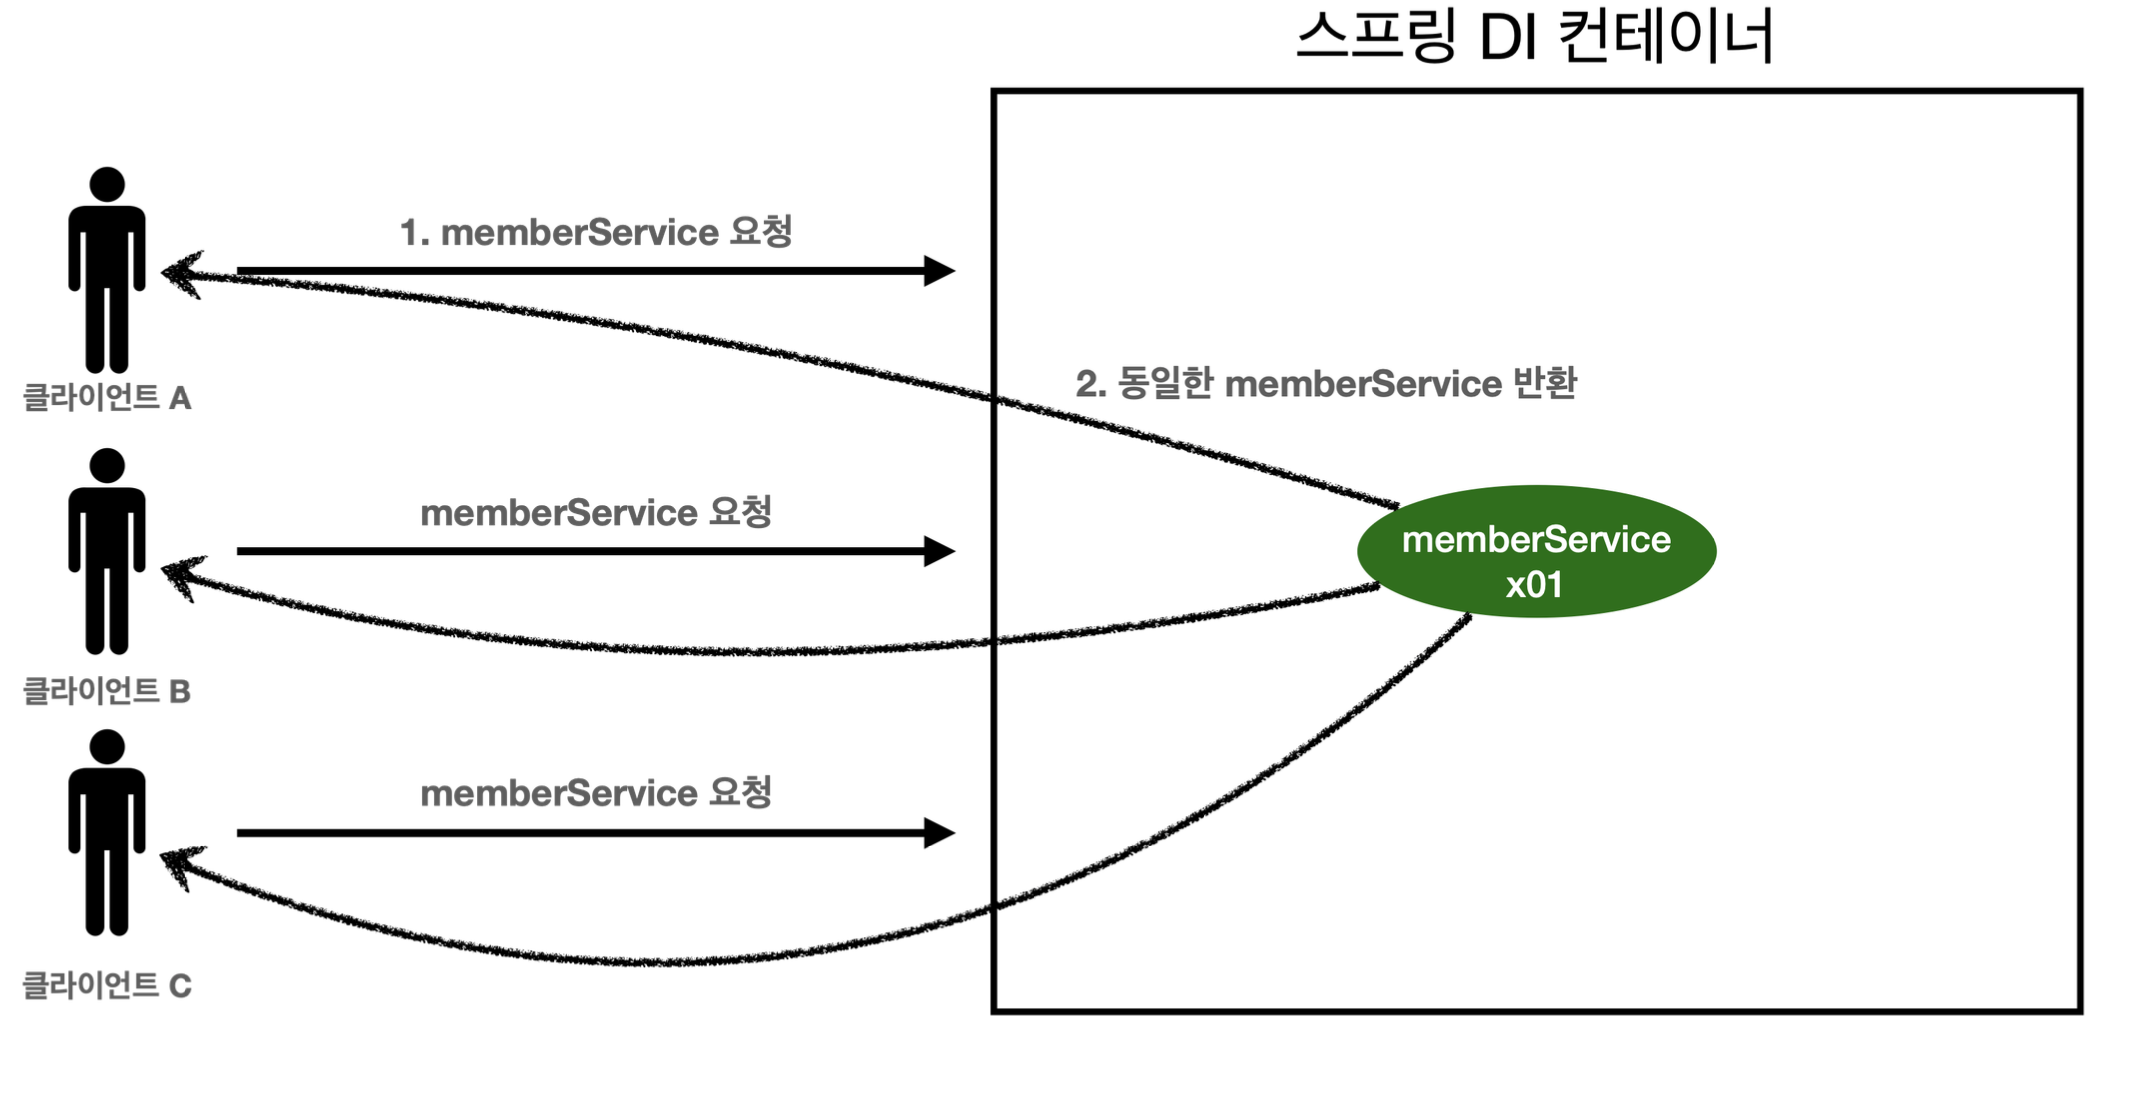 스프링 DI 컨테이너
1. memberService 요청
클라이언트 A
2. 동일한 memberService 반환
memberService 요청
memberService
x01
클라이언트 B
memberService 요청
클라이언트 C